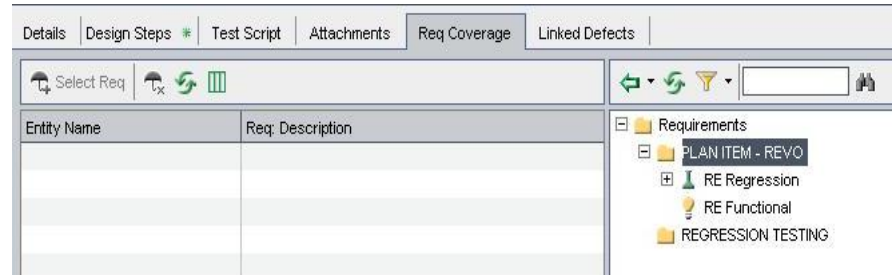 Details Design Steps * Test Script Attachments Req Coverage Linked Defects
Select Req
Entity Name Req: Description
Requirements
PLAN ITEM - REVO
RE Regression
RE Functional
REGRESSION TESTING